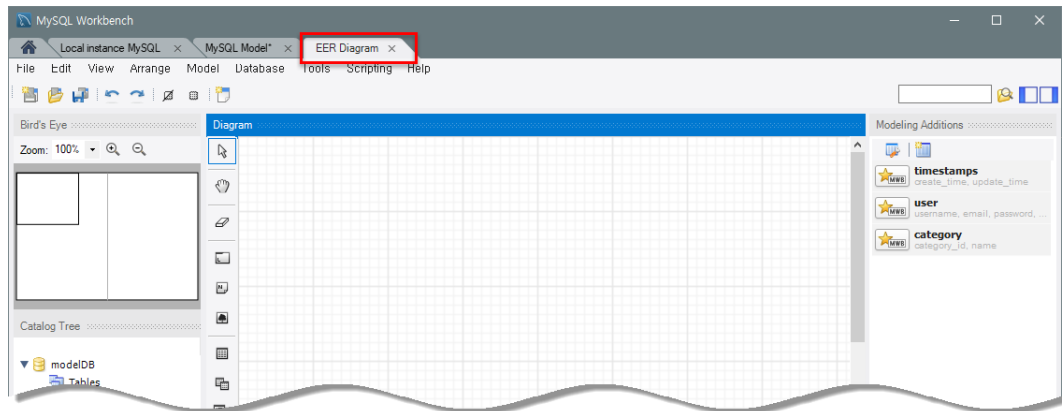 MySQL Workbench
Local instance MySQL × MySQL Model* × EER Diagram ×
File Edit View Arrange Model Database Tools Scripting Help
Bird's Eye
Diagram
Modeling Additions
Zoom: 100%
timestamps
create_time, update_time
user
username, email, password, ...
category
category_id, name
MWB
MWB
MWB
Catalog Tree
modelDB
Tables